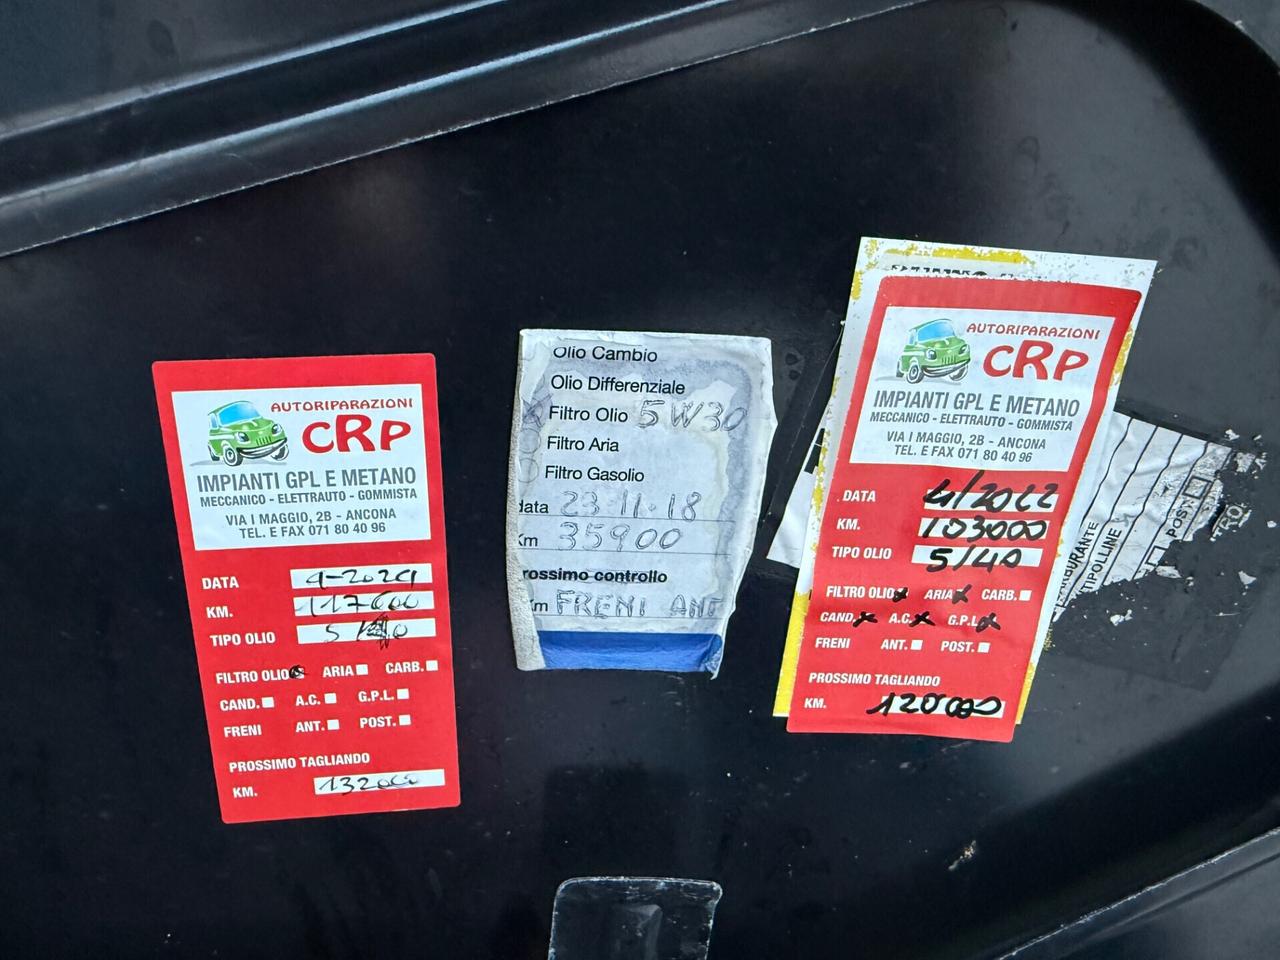 AUTORIPARAZIONI
CRP
IMPIANTI GPL E METANO
MECCANICO - ELETTRAUTO - GOMMISTA
VIA I MAGGIO, 2B - ANCONA
TEL. E FAX 071 80 40 96
DATA
KM. 117000
TIPO OLIO 5
FILTRO OLIO ARIA CARB.
CAND. A.C. G.P.L.
FRENI ANT. POST.
PROSSIMO TAGLIANDO
KM. 132000
Olio Cambio
Olio Differenziale
Filtro Olio 5W30
Filtro Aria
Filtro Gasolio
data 23 11.18
Km 35900
rossimo controllo
m FRENI ANT
AUTORIPARAZIONI
CRP
IMPIANTI GPL E METANO
MECCANICO - ELETTRAUTO - GOMMISTA
VIA I MAGGIO, 2B - ANCONA
TEL. E FAX 071 80 40 96
DATA 4/2022
KM. 103000
TIPO OLIO 5/40
FILTRO OLIO ARIA CARB.
CAND. A.C. G.P.L.
FRENI ANT. POST.
PROSSIMO TAGLIANDO
KM. 120000
POST.
TIPOLLINE